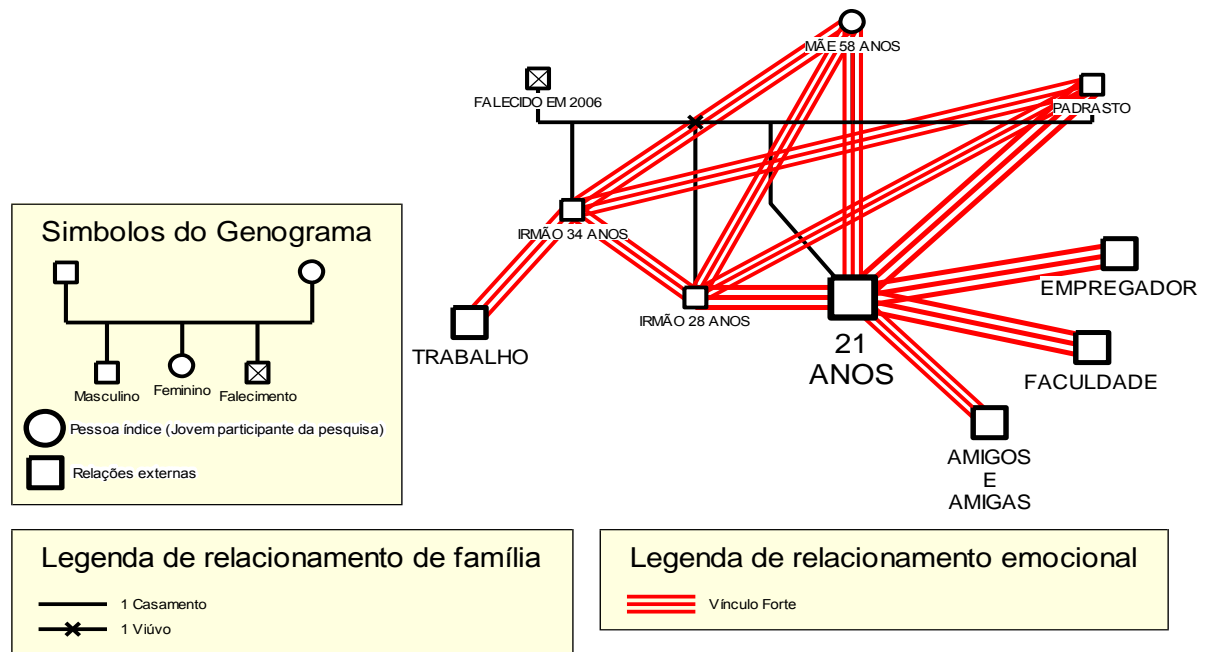 MÃE 58 ANOS
FALECIDO EM 2006
PADRASTO
IRMÃO 34 ANOS
IRMÃO 28 ANOS
TRABALHO
21
ANOS
EMPREGADOR
FACULDADE
AMIGOS
E
AMIGAS
Simbolos do Genograma
Masculino
Feminino
Falecimento
Pessoa índice (Jovem participante da pesquisa)
Relações externas
Legenda de relacionamento de família
1 Casamento
1 Viúvo
Legenda de relacionamento emocional
Vínculo Forte